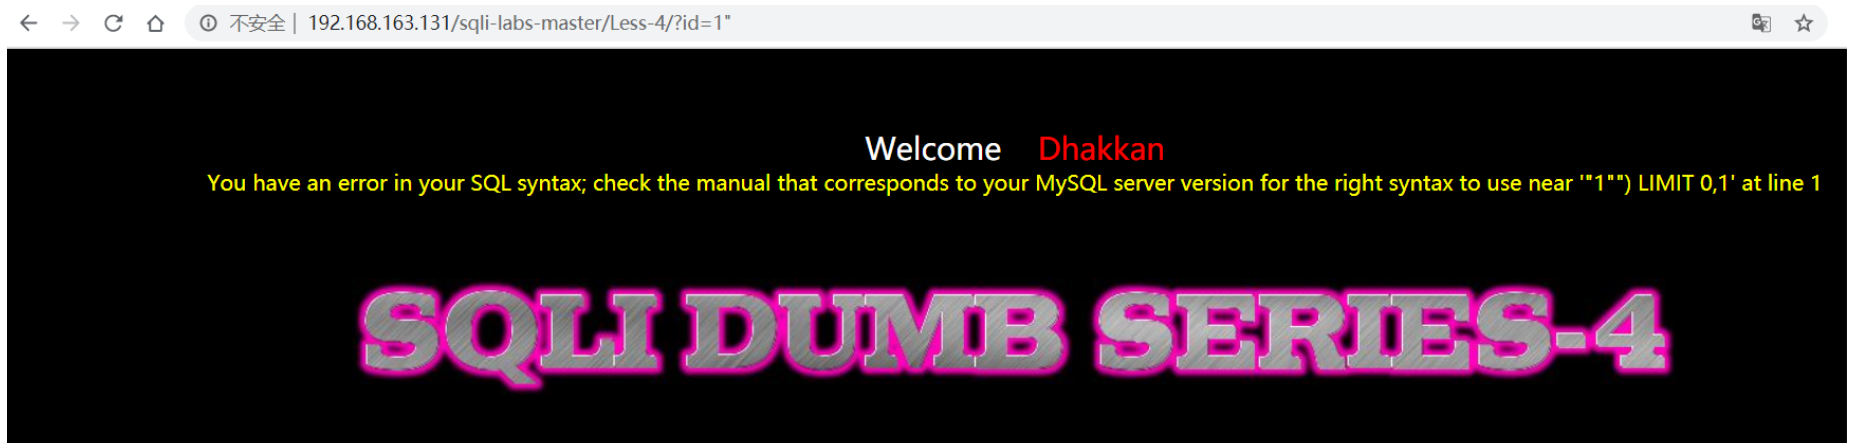 不安全 | 192.168.163.131/sqli-labs-master/Less-4/?id=1"
Welcome Dhakkan
You have an error in your SQL syntax; check the manual that corresponds to your MySQL server version for the right syntax to use near '"1"") LIMIT 0,1' at line 1
SQLI DUMB SERIES-4